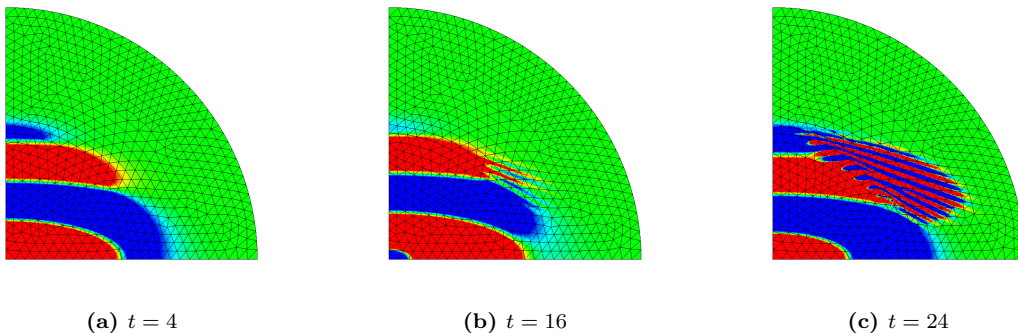 (a) t = 4 (b) t = 16 (c) t = 24